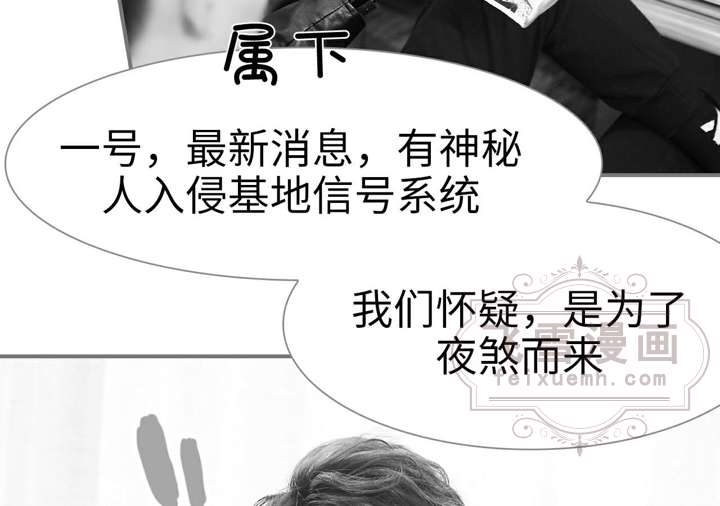 属下
一号，最新消息，有神秘
人入侵基地信号系统
我们怀疑，是为了
夜煞而来
飞雪漫画
feixuemh.com